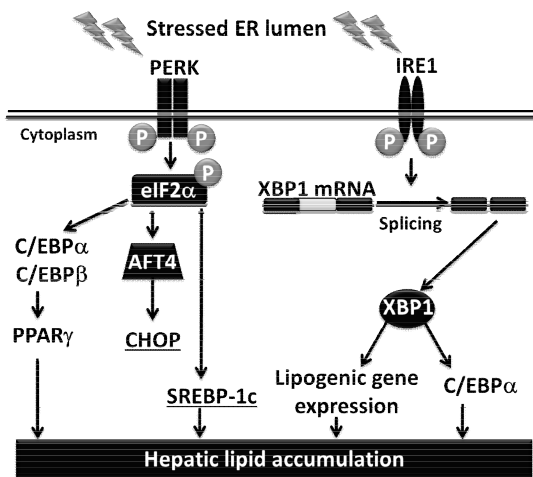 Stressed ER lumen
PERK
IRE1
Cytoplasm
P
P
P
P
P
eIF2α
XBP1 mRNA
Splicing
C/EBPα
C/EBPβ
AFT4
PPARγ
CHOP
XBP1
SREBP-1c
Lipogenic gene
expression
C/EBPα
Hepatic lipid accumulation